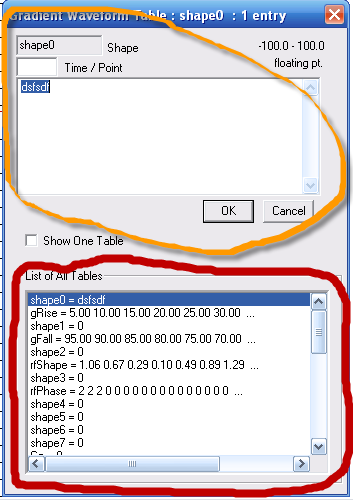 Gradient Waveform Table : shape0 : 1 entry
shape0 Shape -100.0 - 100.0
Time / Point floating pt.
dsfsdf
OK Cancel
Show One Table
List of All Tables
shape0 = dsfsdf
gRise = 5.00 10.00 15.00 20.00 25.00 30.00 ...
shape1 = 0
gFall = 95.00 90.00 85.00 80.00 75.00 70.00 ...
shape2 = 0
rfShape = 1.06 0.67 0.29 0.10 0.49 0.89 1.29 ...
shape3 = 0
rfPhase = 2 2 2 0 0 0 0 0 0 0 0 0 0 0 0 ...
shape4 = 0
shape5 = 0
shape6 = 0
shape7 = 0